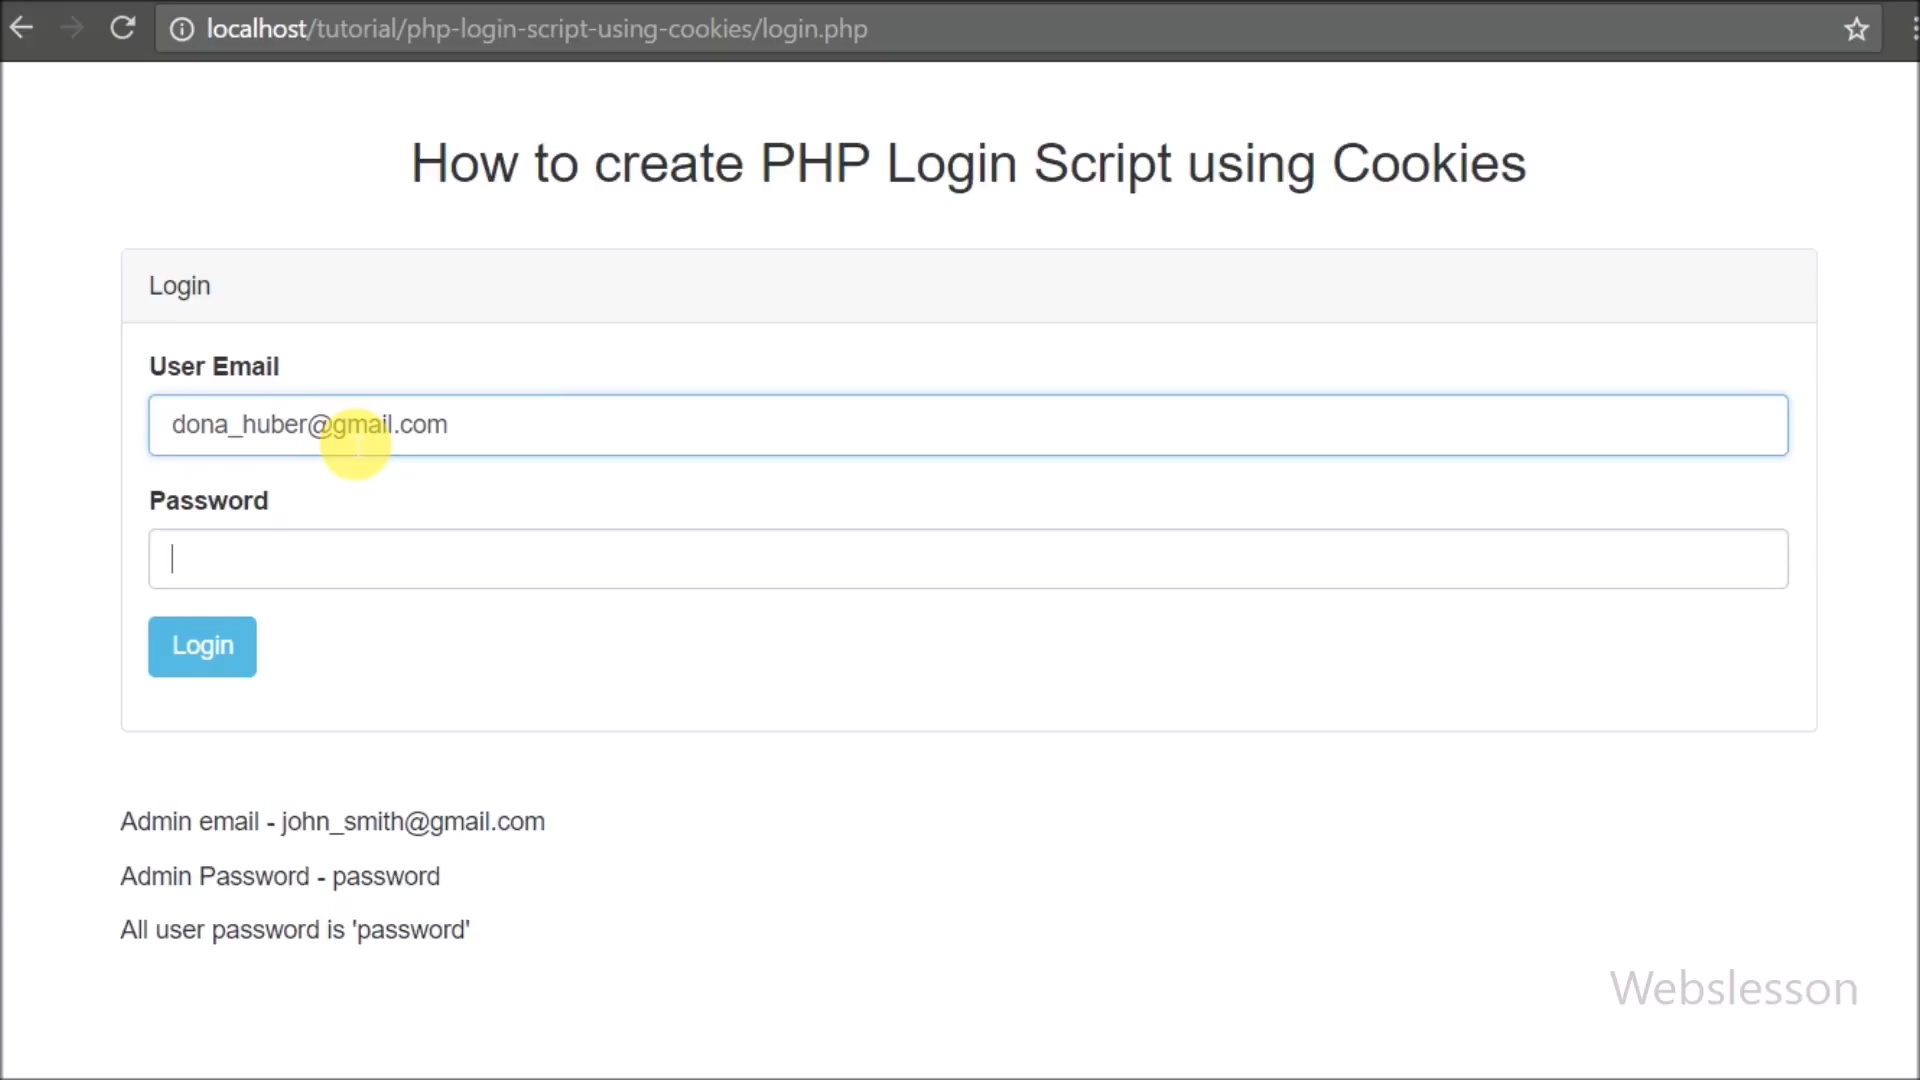 localhost/tutorial/php-login-script-using-cookies/login.php
How to create PHP Login Script using Cookies
Login
User Email
dona_huber@gmail.com
Password
Login
Admin email - john_smith@gmail.com
Admin Password - password
All user password is 'password'
Webslesson